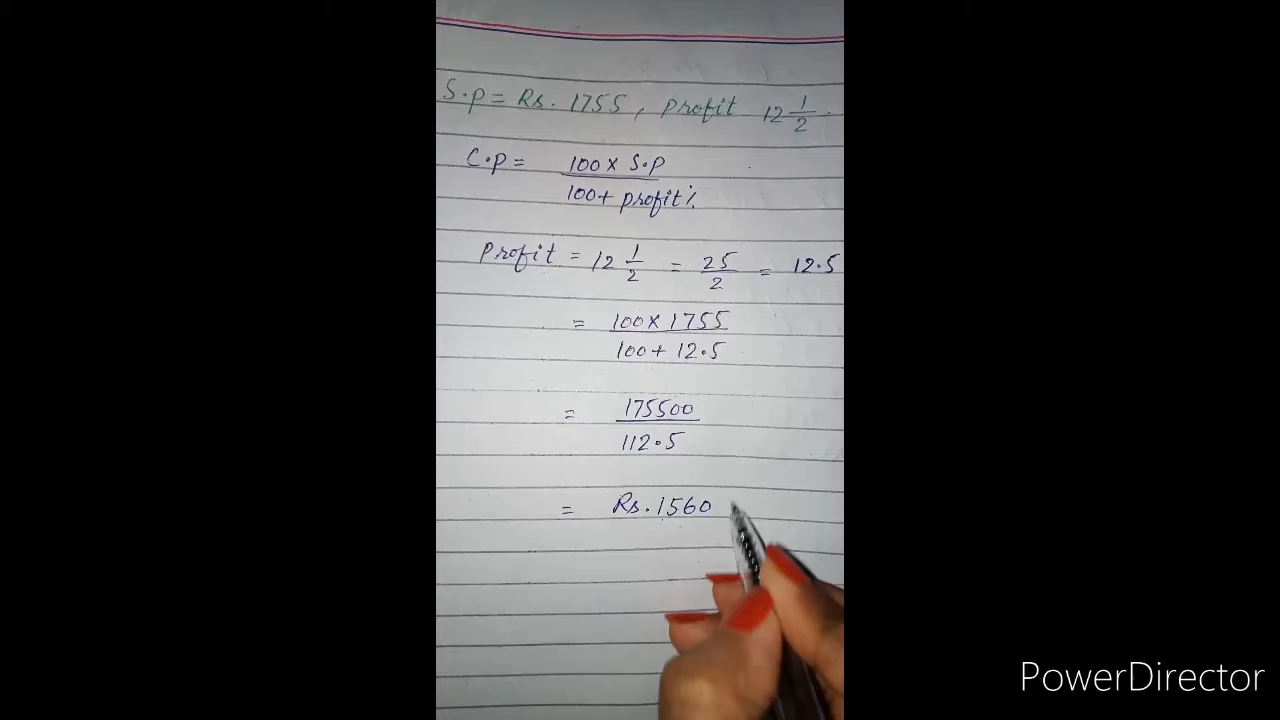 S.P = Rs. 1755, Profit 12 1/2
C.P = 100 x S.P / 100 + profit %
Profit = 12 1/2 = 25/2 = 12.5
= 100 x 1755 / 100 + 12.5
= 175500 / 112.5
= Rs. 1560
PowerDirector